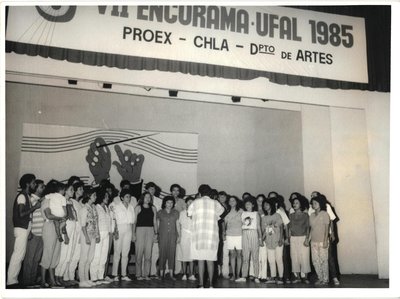 VII ENCORAMA-UFAL 1985
PROEX - CHLA - DPTO DE ARTES